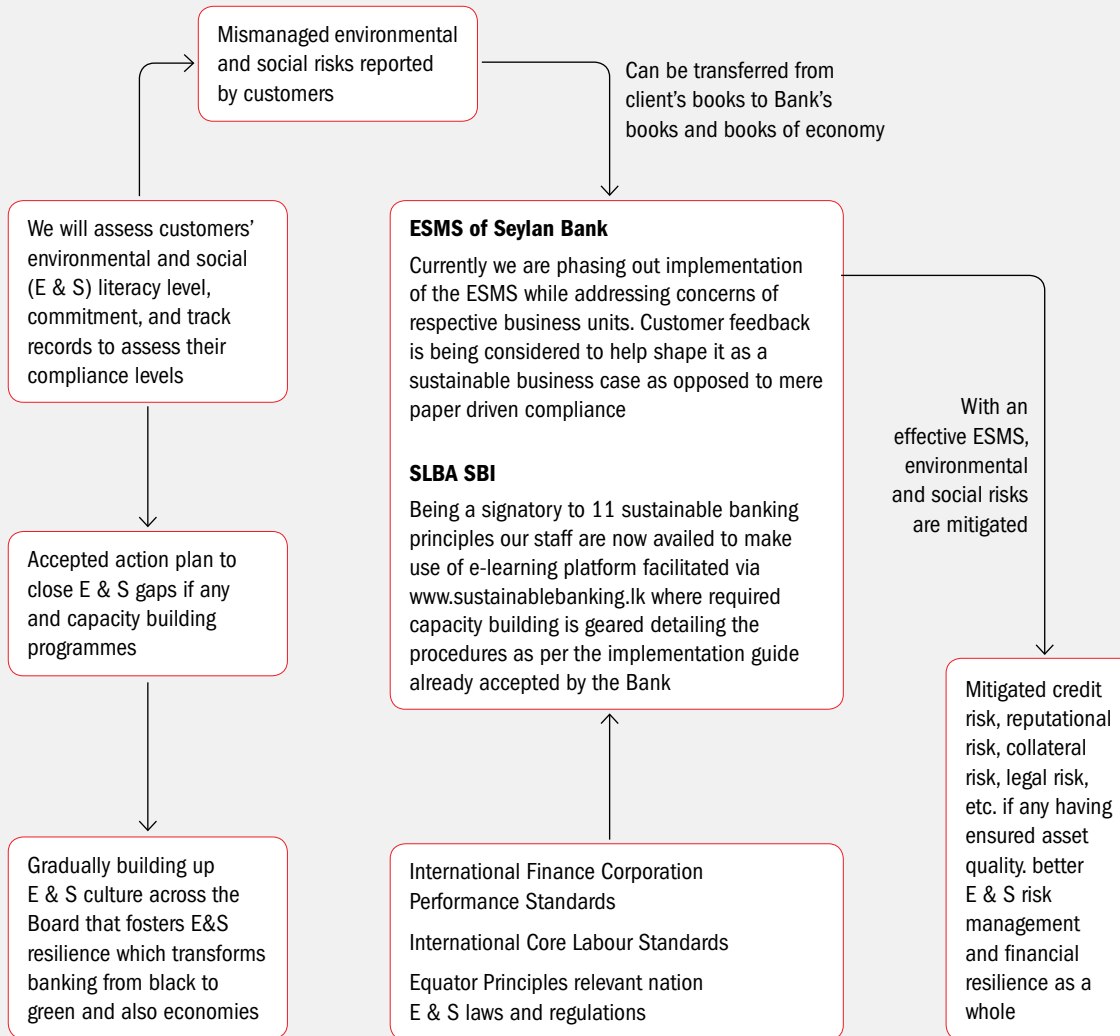 Mismanaged environmental
and social risks reported
by customers
Can be transferred from
client's books to Bank's
books and books of economy
We will assess customers'
environmental and social
(E & S) literacy level,
commitment, and track
records to assess their
compliance levels
ESMS of Seylan Bank
Currently we are phasing out implementation
of the ESMS while addressing concerns of
respective business units. Customer feedback
is being considered to help shape it as a
sustainable business case as opposed to mere
paper driven compliance
SLBA SBI
Being a signatory to 11 sustainable banking
principles our staff are now availed to make
use of e-learning platform facilitated via
www.sustainablebanking.lk where required
capacity building is geared detailing the
procedures as per the implementation guide
already accepted by the Bank
With an
effective ESMS,
environmental
and social risks
are mitigated
Accepted action plan to
close E & S gaps if any
and capacity building
programmes
Gradually building up
E & S culture across the
Board that fosters E&S
resilience which transforms
banking from black to
green and also economies
International Finance Corporation
Performance Standards
International Core Labour Standards
Equator Principles relevant nation
E & S laws and regulations
Mitigated credit
risk, reputational
risk, collateral
risk, legal risk,
etc. if any having
ensured asset
quality. better
E & S risk
management
and financial
resilience as a
whole